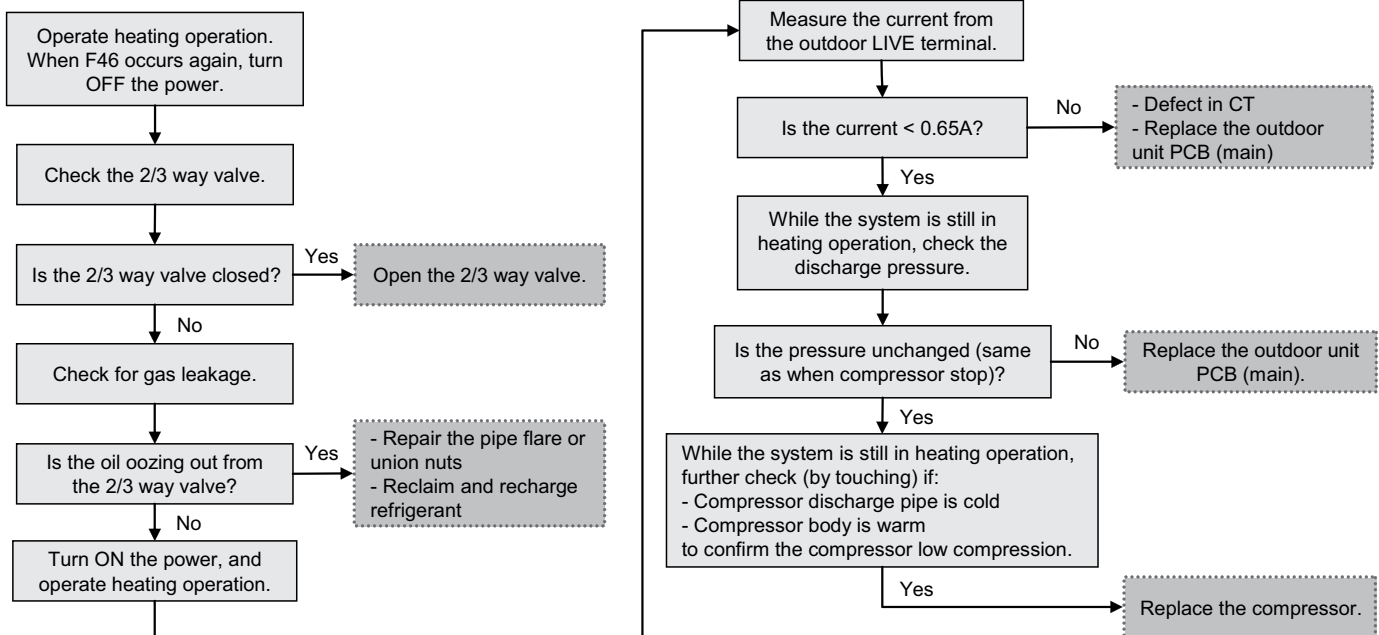 Operate heating operation.
When F46 occurs again, turn
OFF the power.
Check the 2/3 way valve.
Is the 2/3 way valve closed?
Yes
Open the 2/3 way valve.
No
Check for gas leakage.
Is the oil oozing out from
the 2/3 way valve?
Yes
- Repair the pipe flare or
union nuts
- Reclaim and recharge
refrigerant
No
Turn ON the power, and
operate heating operation.
Measure the current from
the outdoor LIVE terminal.
Is the current < 0.65A?
No
- Defect in CT
- Replace the outdoor
unit PCB (main)
Yes
While the system is still in
heating operation, check the
discharge pressure.
Is the pressure unchanged (same
as when compressor stop)?
No
Replace the outdoor unit
PCB (main).
Yes
While the system is still in heating operation,
further check (by touching) if:
- Compressor discharge pipe is cold
- Compressor body is warm
to confirm the compressor low compression.
Yes
Replace the compressor.